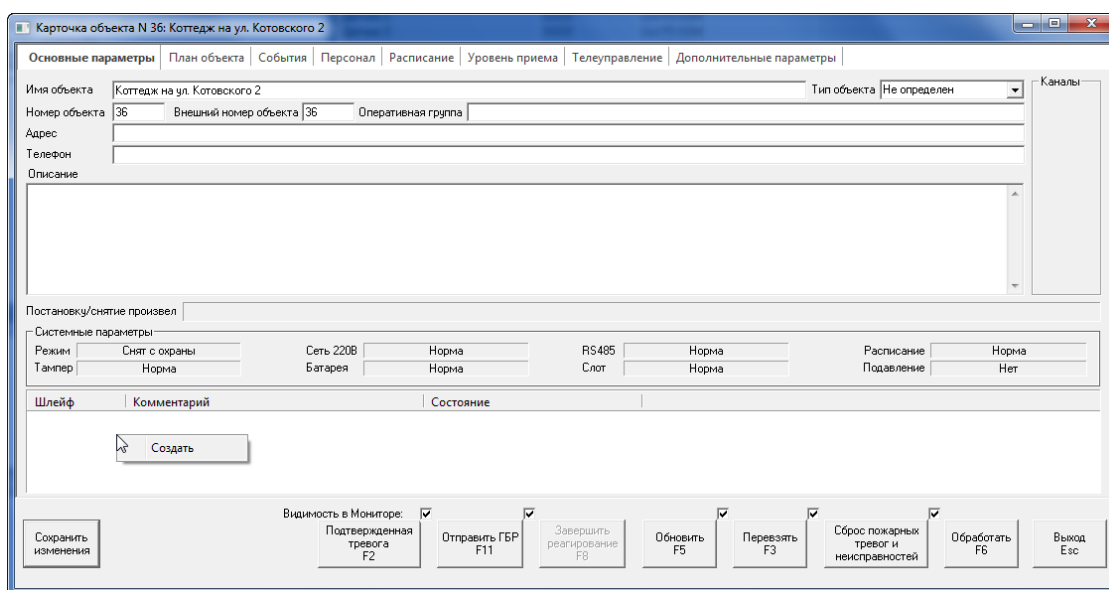 Карточка объекта N 36: Коттедж на ул. Котовского 2
Основные параметры План объекта События Персонал Расписание Уровень приема Телеуправление Дополнительные параметры
Имя объекта Коттедж на ул. Котовского 2 Тип объекта Не определен Каналы
Номер объекта 36 Внешний номер объекта 36 Оперативная группа
Адрес
Телефон
Описание
Постановку/снятие произвел
Системные параметры
Режим Снят с охраны Сеть 220В Норма RS485 Норма Расписание Норма
Тампер Норма Батарея Норма Слот Норма Подавление Нет
Шлейф Комментарий Состояние
Создать
Видимость в Мониторе:
Сохранить изменения
Подтвержденная тревога F2
Отправить ГБР F11
Завершить реагирование F8
Обновить F5
Перевзять F3
Сброс пожарных тревог и неисправностей
Обработать F6
Выход Esc